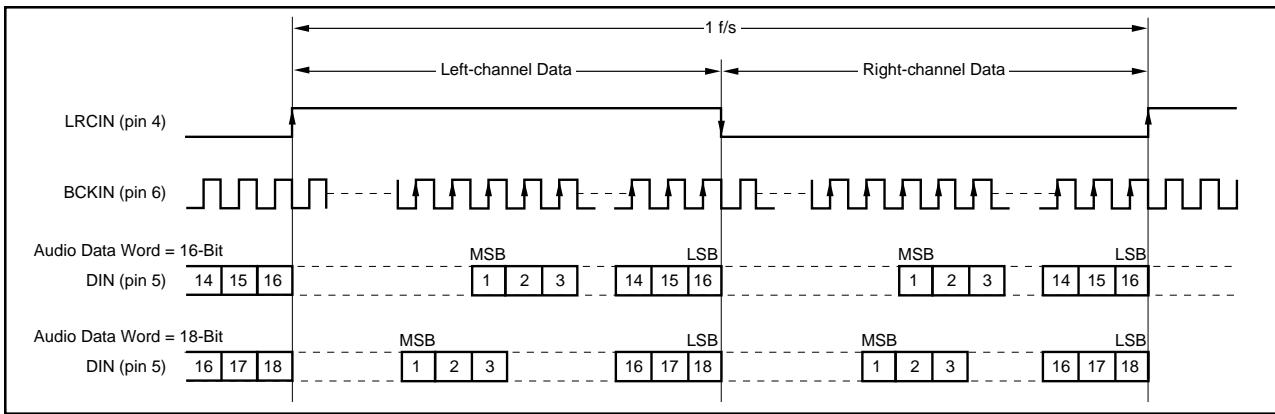 1 f/s
Left-channel Data
Right-channel Data
LRCIN (pin 4)
BCKIN (pin 6)
Audio Data Word = 16-Bit
MSB LSB MSB LSB
DIN (pin 5) 14 15 16 1 2 3 14 15 16 1 2 3 14 15 16
Audio Data Word = 18-Bit
MSB LSB MSB LSB
DIN (pin 5) 16 17 18 1 2 3 16 17 18 1 2 3 16 17 18